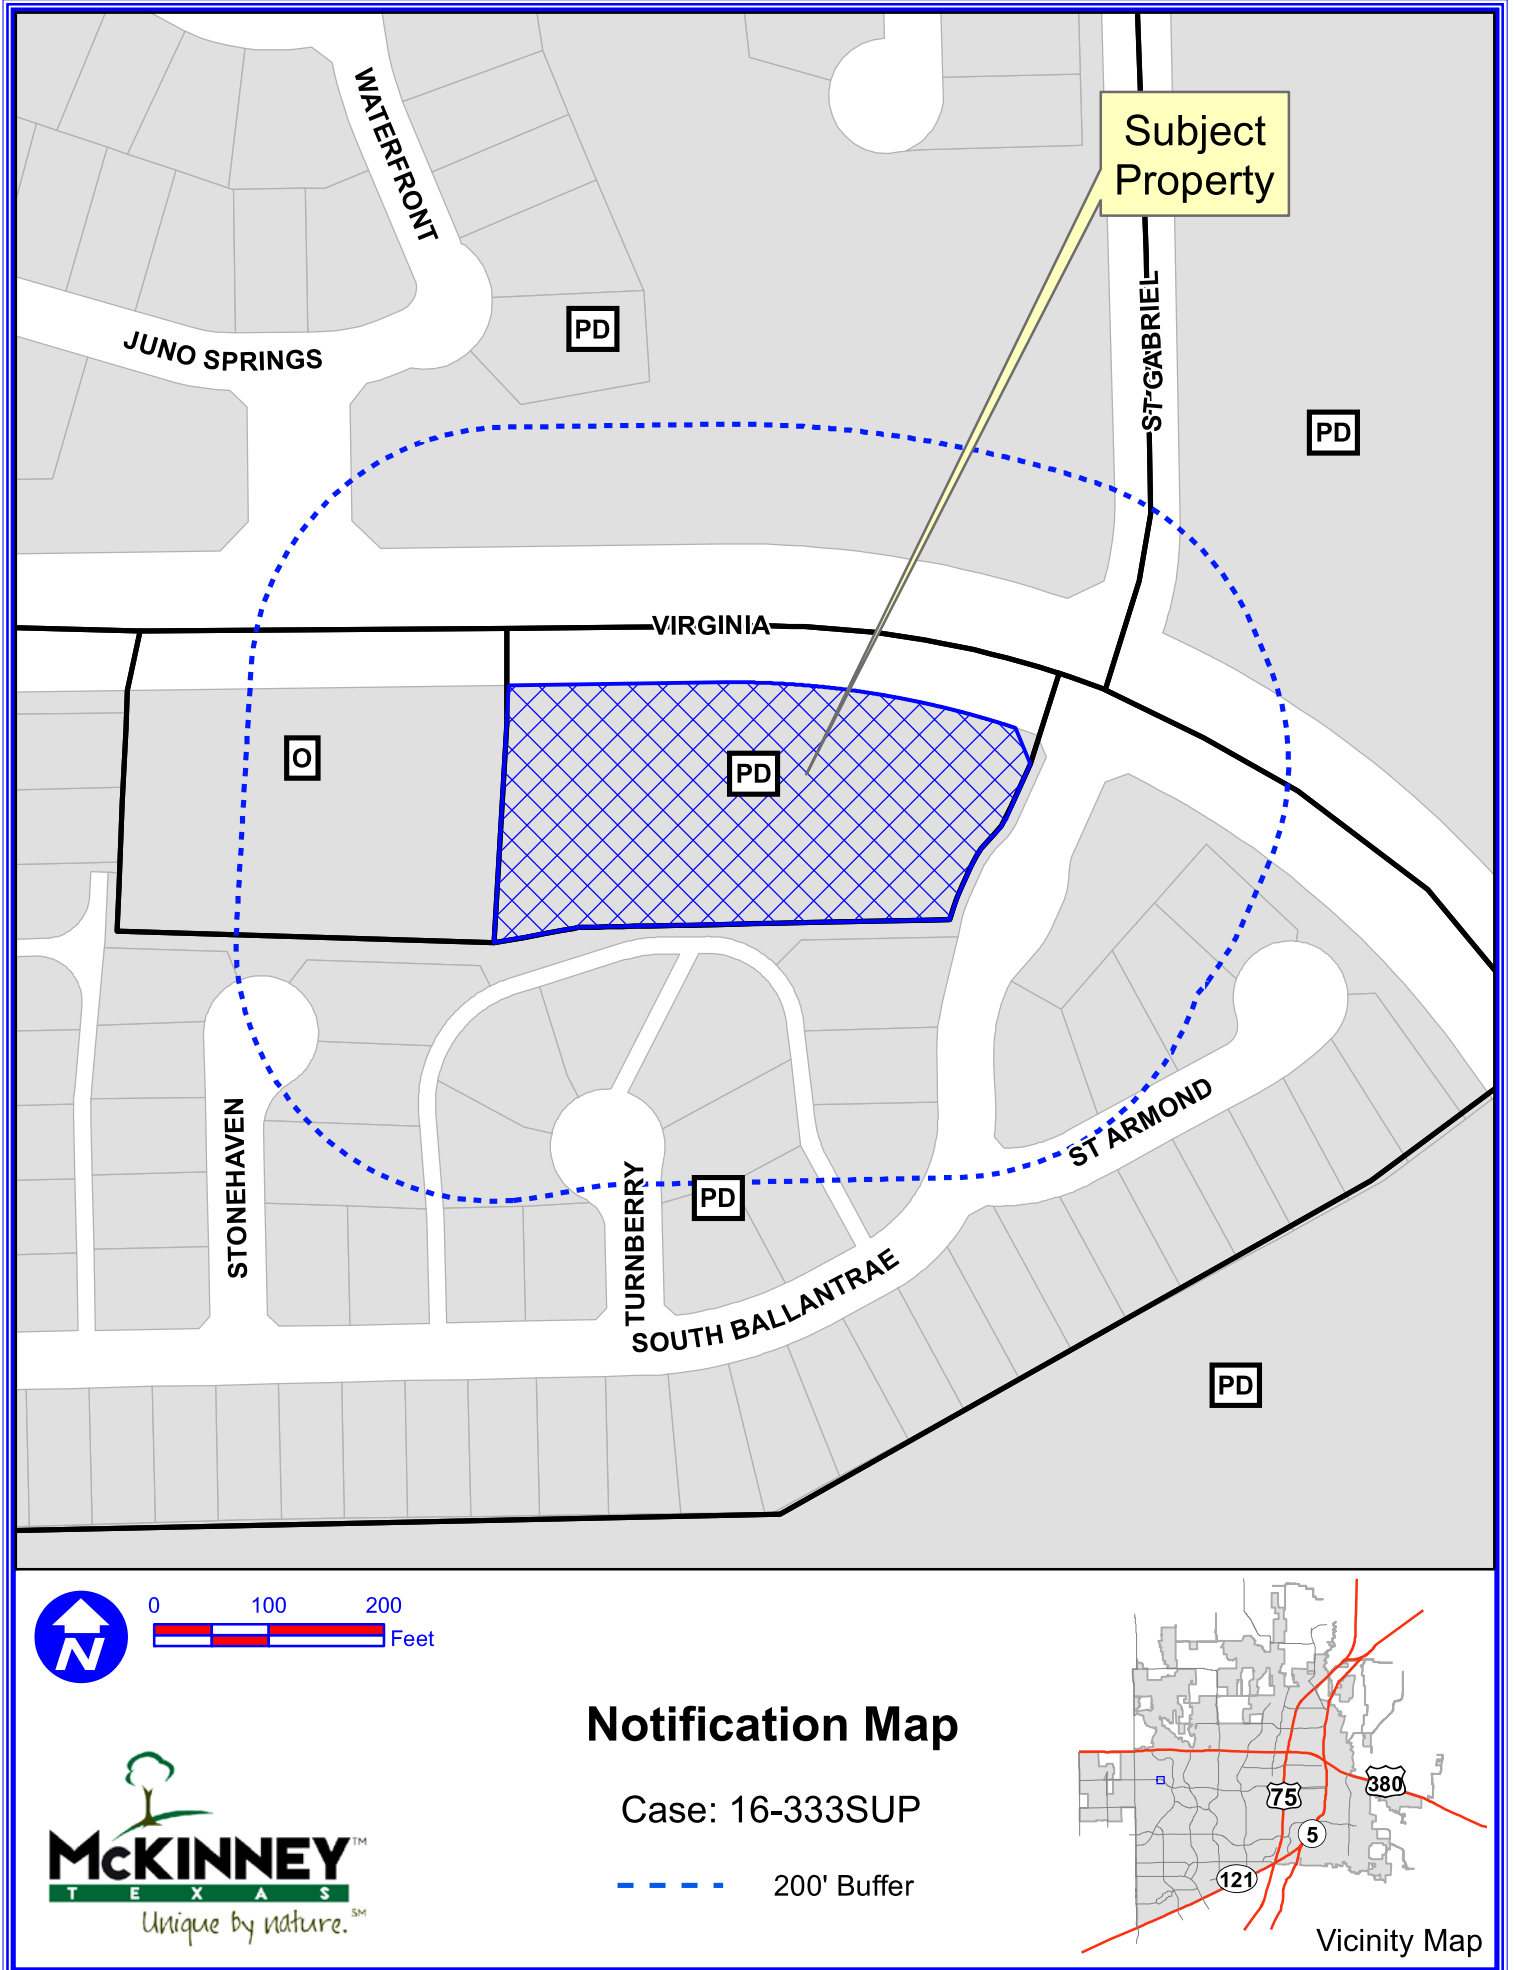 WATERFRONT
Subject
Property
JUNO SPRINGS
PD
ST GABRIEL
PD
VIRGINIA
O
PD
STONEHAVEN
TURNBERRY
PD
ST ARMOND
SOUTH BALLANTRAE
PD
N
0 100 200
Feet
Notification Map
Case: 16-333SUP
200' Buffer
McKINNEY™
TEXAS
Unique by nature.℠
75
380
5
121
Vicinity Map